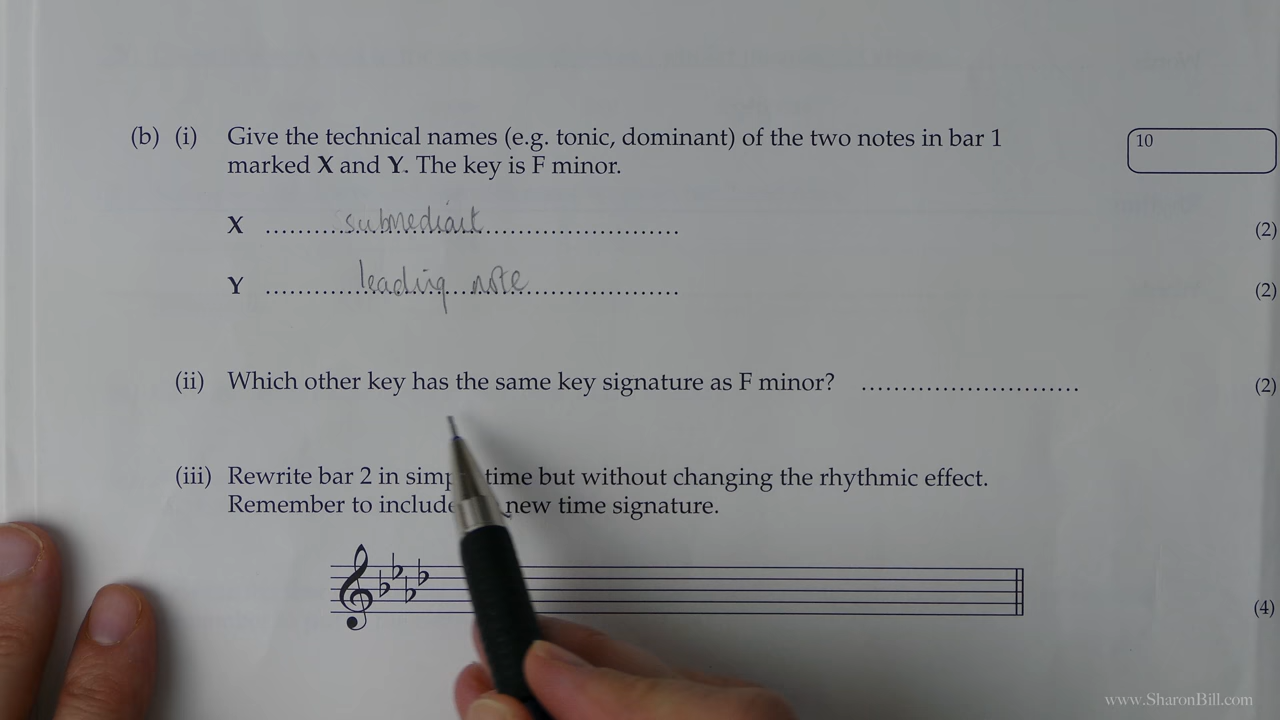 (b) (i) Give the technical names (e.g. tonic, dominant) of the two notes in bar 1
10
marked X and Y. The key is F minor.
X submediant (2)
Y leading note (2)
(ii) Which other key has the same key signature as F minor? (2)
(iii) Rewrite bar 2 in simp time but without changing the rhythmic effect.
Remember to include new time signature.
(4)
www.SharonBill.com